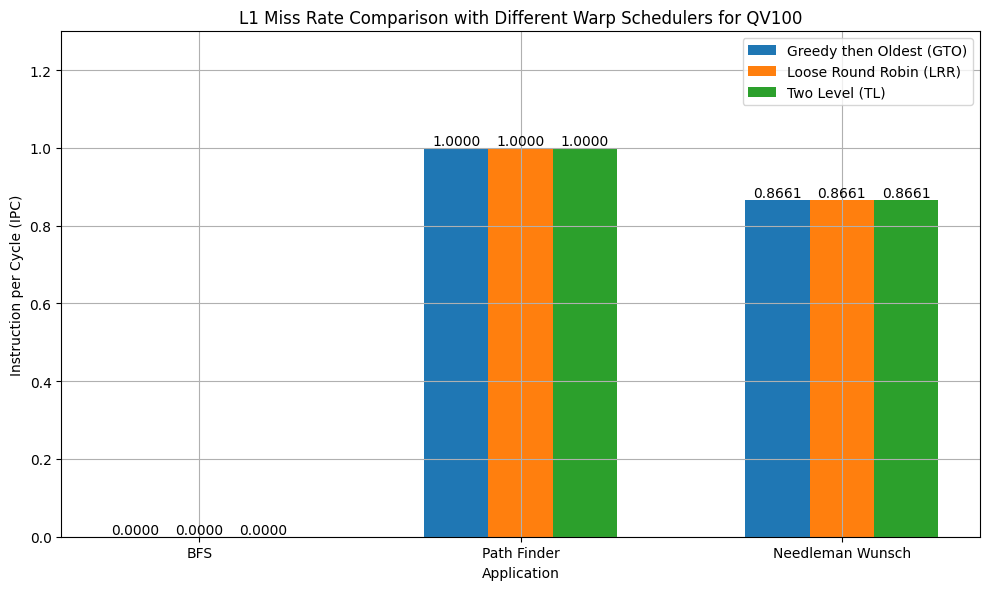 L1 Miss Rate Comparison with Different Warp Schedulers for QV100
Greedy then Oldest (GTO)
Loose Round Robin (LRR)
Two Level (TL)
Instruction per Cycle (IPC)
1.2
1.0
0.8
0.6
0.4
0.2
0.0
0.0000 0.0000 0.0000
1.0000 1.0000 1.0000
0.8661 0.8661 0.8661
BFS Path Finder Needleman Wunsch
Application